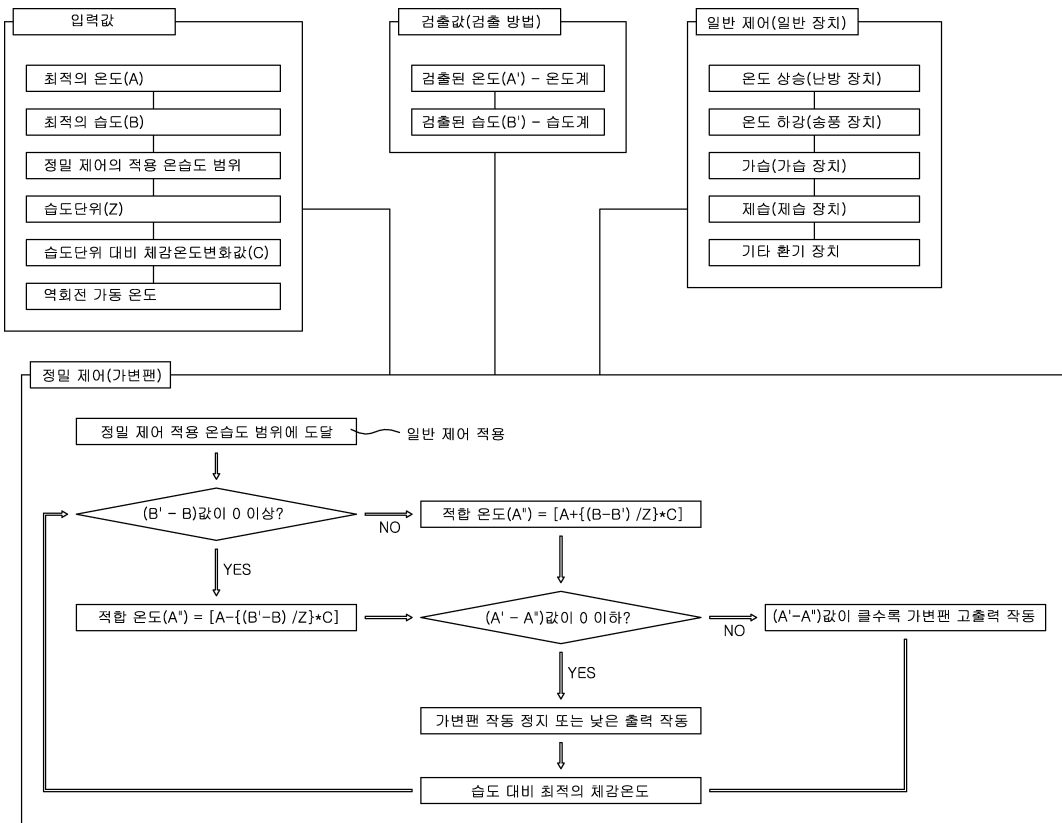 입력값
최적의 온도(A)
최적의 습도(B)
정밀 제어의 적용 온습도 범위
습도단위(Z)
습도단위 대비 체감온도변화값(C)
역회전 가동 온도
검출값(검출 방법)
검출된 온도(A') - 온도계
검출된 습도(B') - 습도계
일반 제어(일반 장치)
온도 상승(난방 장치)
온도 하강(송풍 장치)
가습(가습 장치)
제습(제습 장치)
기타 환기 장치
정밀 제어(가변팬)
정밀 제어 적용 온습도 범위에 도달
일반 제어 적용
(B' - B)값이 0 이상?
NO
적합 온도(A") = [A+{(B-B') /Z}*C]
YES
적합 온도(A") = [A-{(B'-B) /Z}*C]
(A' - A")값이 0 이하?
NO
(A'-A")값이 클수록 가변팬 고출력 작동
YES
가변팬 작동 정지 또는 낮은 출력 작동
습도 대비 최적의 체감온도